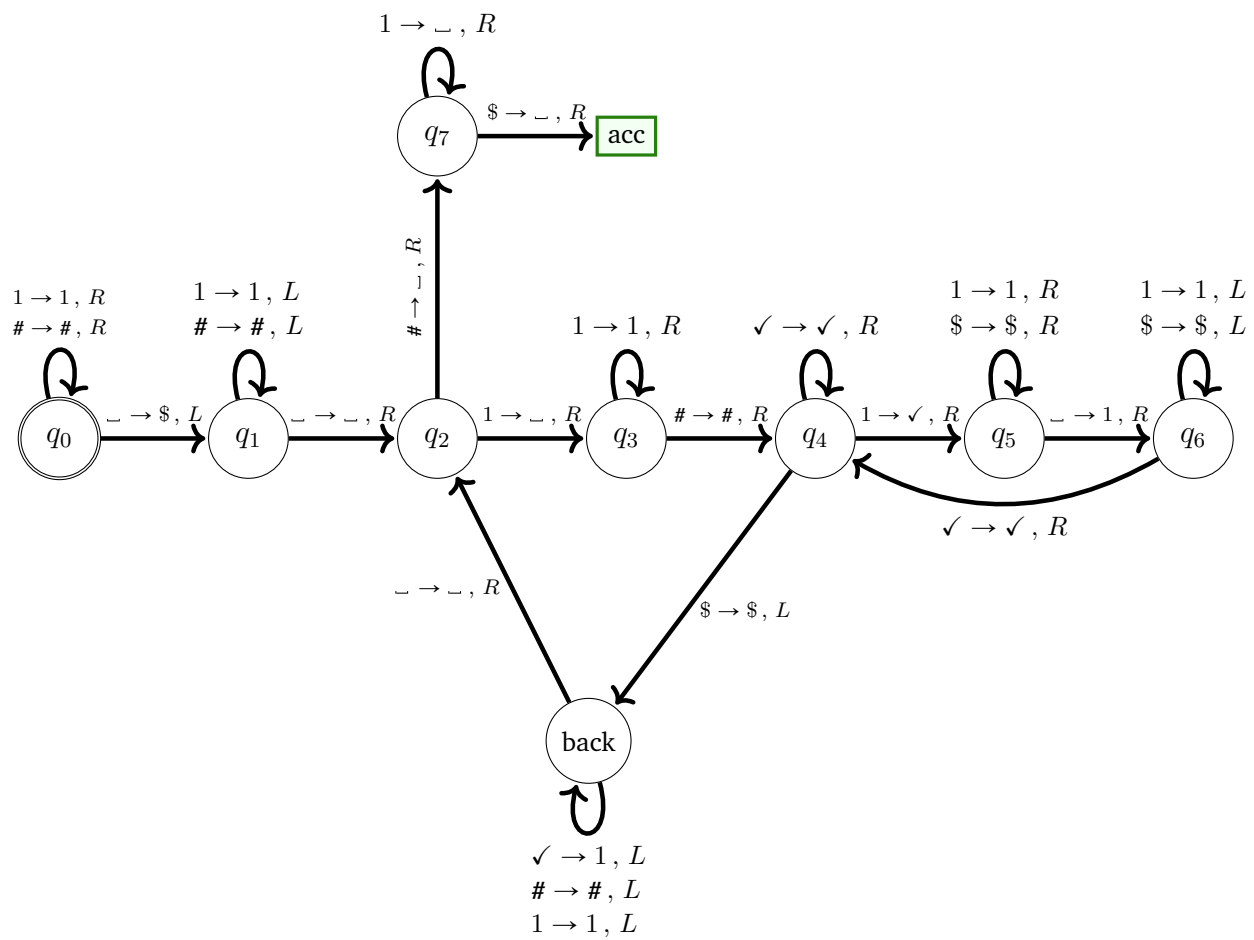 1 → ⎵ , R
$ → ⎵ , R
q₇
acc
# → ⎵ , R
1 → 1 , R
# → # , R
1 → 1 , L
# → # , L
1 → 1 , R
✓ → ✓ , R
1 → 1 , R
$ → $ , R
1 → 1 , L
$ → $ , L
q₀
⎵ → $ , L
q₁
⎵ → ⎵ , R
q₂
1 → ⎵ , R
q₃
# → # , R
q₄
1 → ✓ , R
q₅
⎵ → 1 , R
q₆
✓ → ✓ , R
⎵ → ⎵ , R
$ → $ , L
back
✓ → 1 , L
# → # , L
1 → 1 , L